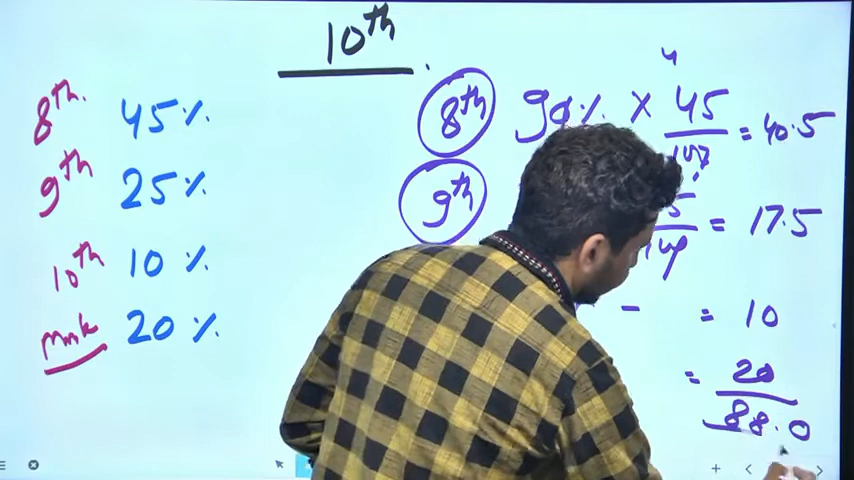 10th.
8th. 45%
9th 25%
10th 10%
20%
8th 90% × 45/100 = 40.5
9th 5/100 = 17.5
- = 10
= 20
88.0